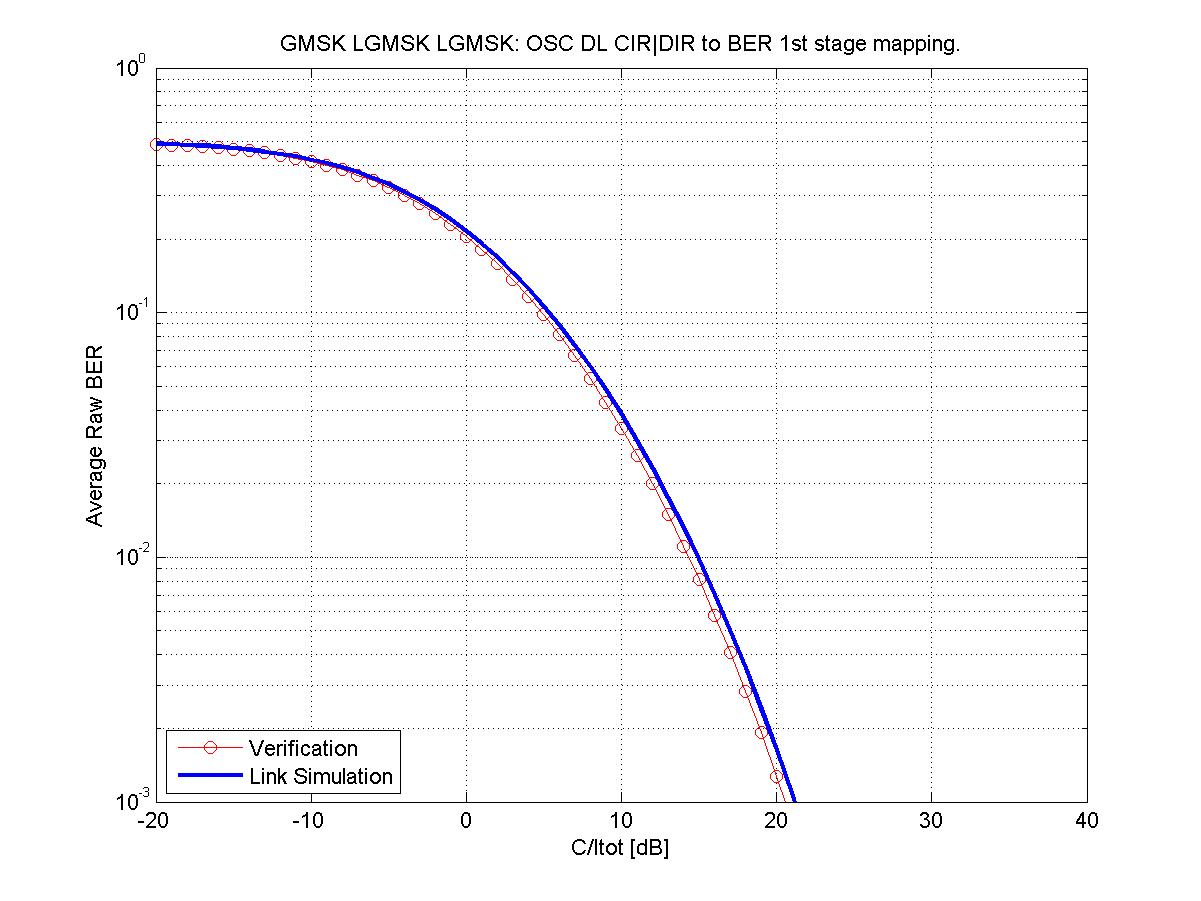 GMSK LGMSK LGMSK: OSC DL CIR|DIR to BER 1st stage mapping.
10^0
10^-1
10^-2
10^-3
Average Raw BER
Verification
Link Simulation
-20 -10 0 10 20 30 40
C/Itot [dB]